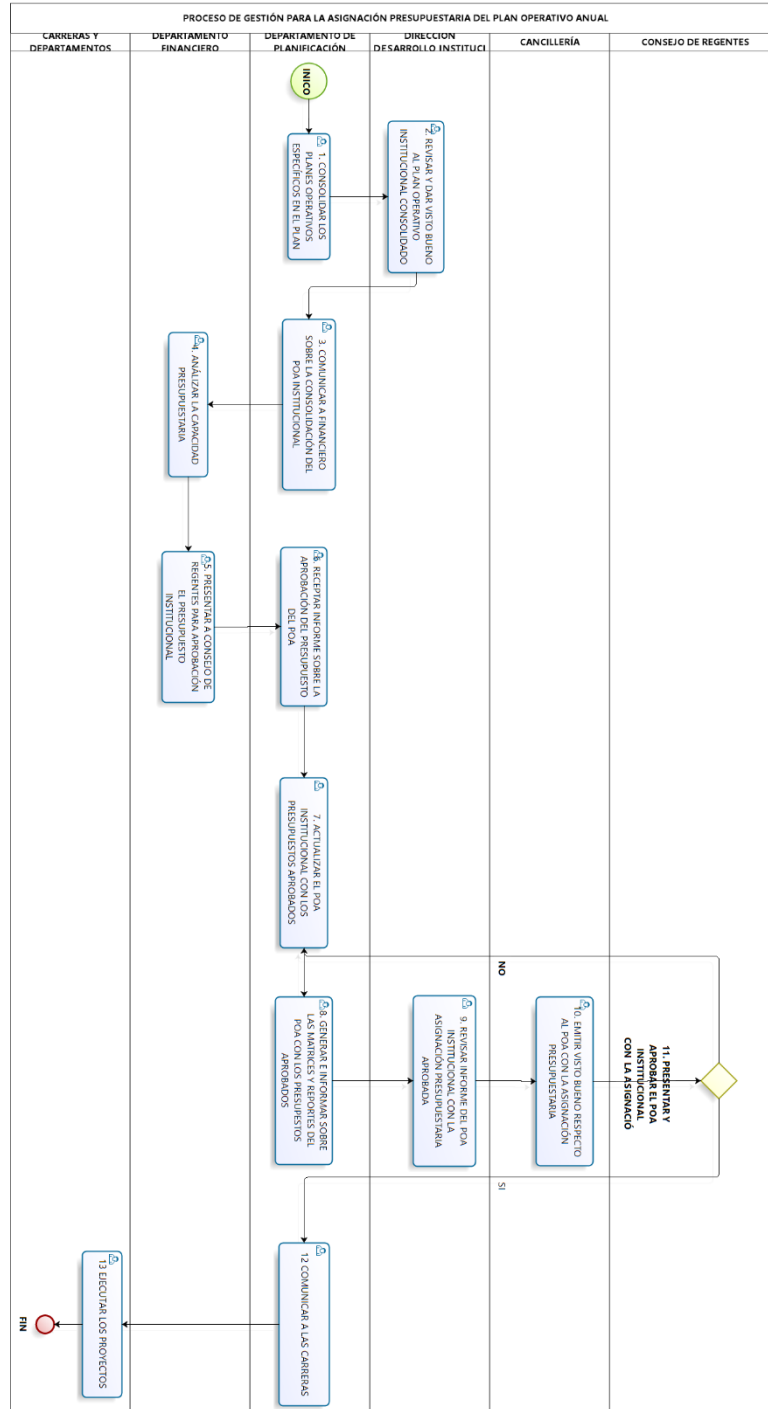 PROCESO DE GESTIÓN PARA LA ASIGNACIÓN PRESUPUESTARIA DEL PLAN OPERATIVO ANUAL
CARRERAS Y
DEPARTAMENTOS
DEPARTAMENTO
FINANCIERO
DEPARTAMENTO DE
PLANIFICACIÓN
DIRECCION
DESARROLLO INSTITUCI
CANCILLERÍA
CONSEJO DE REGENTES
INICO
1. CONSOLIDAR LOS
PLANES OPERATIVOS
ESPECÍFICOS EN EL PLAN
2. REVISAR Y DAR VISTO BUENO
AL PLAN OPERATIVO
INSTITUCIONAL CONSOLIDADO
3. COMUNICAR A FINANCIERO
SOBRE LA CONSOLIDACIÓN DEL
POA INSTITUCIONAL
4. ANÁLIZAR LA CAPACIDAD
PRESUPUESTARIA
5. PRESENTAR A CONSEJO DE
REGENTES PARA APROBACIÓN
EL PRESUPUESTO
INSTITUCIONAL
6. RECEPTAR INFORME SOBRE LA
APROBACIÓN DEL PRESUPUESTO
DEL POA
7. ACTUALIZAR EL POA
INSTITUCIONAL CON LOS
PRESUPUESTOS APROBADOS
8. GENERAR E INFORMAR SOBRE
LAS MATRICES Y REPORTES DEL
POA CON LOS PRESUPESTOS
APROBADOS
9. REVISAR INFORME DEL POA
INSTITUCIONAL CON LA
ASIGNACIÓN PRESUPUESTARIA
APROBADA
10. EMITIR VISTO BUENO RESPECTO
AL POA CON LA ASIGNACIÓN
PRESUPUESTARIA
11. PRESENTAR Y
APROBAR EL POA
INSTITUCIONAL
CON LA ASIGNACIÓ
NO
SI
12 COMUNICAR A LAS CARRERAS
13 EJECUTAR LOS PROYECTOS
FIN